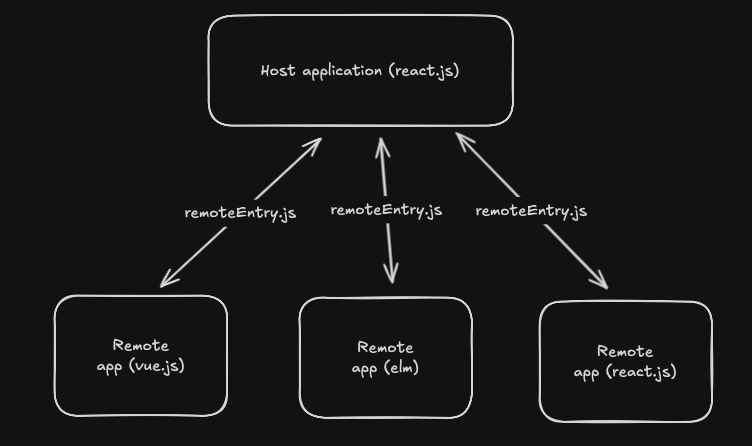 Host application (react.js)
remoteEntry.js
remoteEntry.js
remoteEntry.js
Remote
app (vue.js)
Remote
app (elm)
Remote
app (react.js)